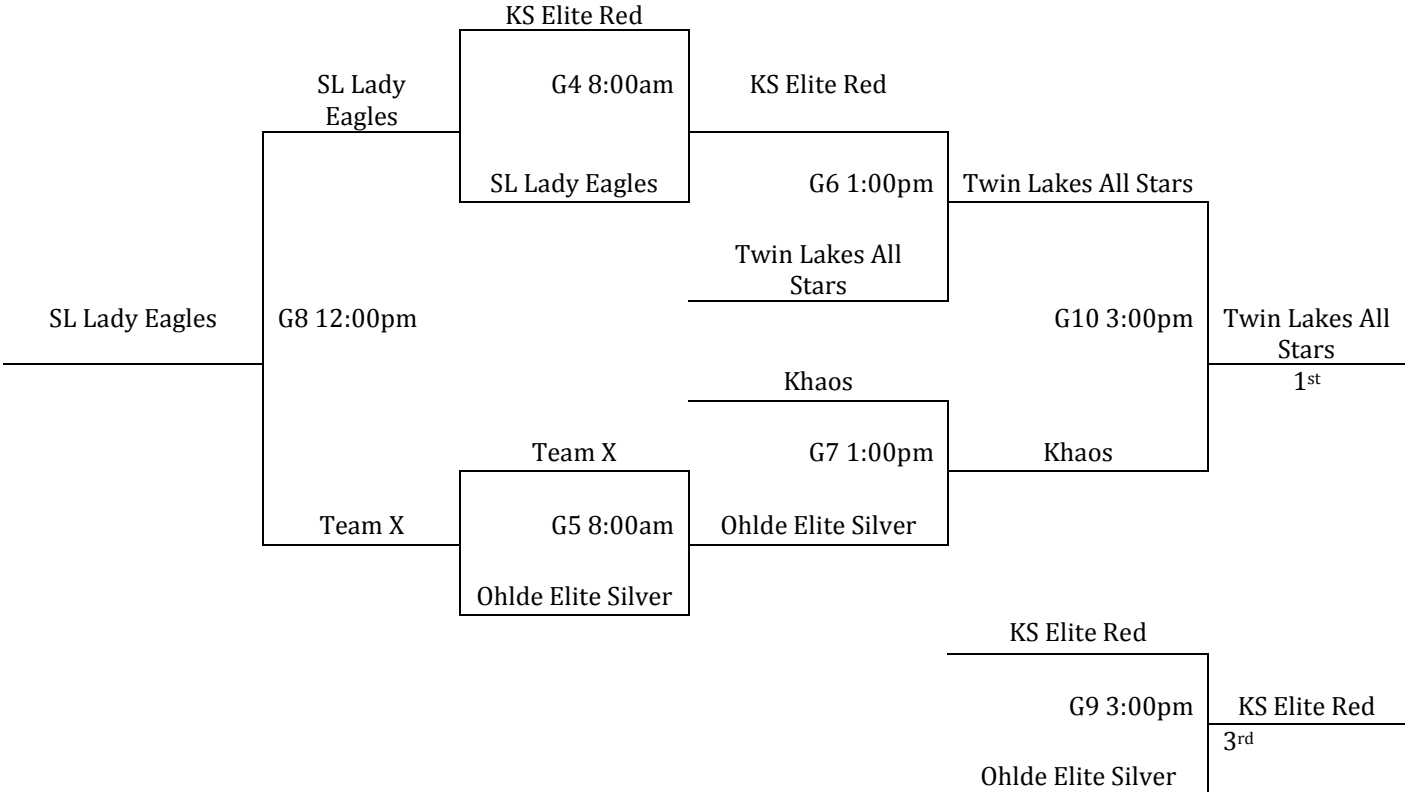 KS Elite Red
SL Lady
Eagles
G4 8:00am
KS Elite Red
SL Lady Eagles
G6 1:00pm
Twin Lakes All Stars
Twin Lakes All
Stars
SL Lady Eagles
G8 12:00pm
G10 3:00pm
Twin Lakes All
Stars
1st
Khaos
Team X
G7 1:00pm
Khaos
Team X
G5 8:00am
Ohlde Elite Silver
Ohlde Elite Silver
KS Elite Red
G9 3:00pm
KS Elite Red
3rd
Ohlde Elite Silver